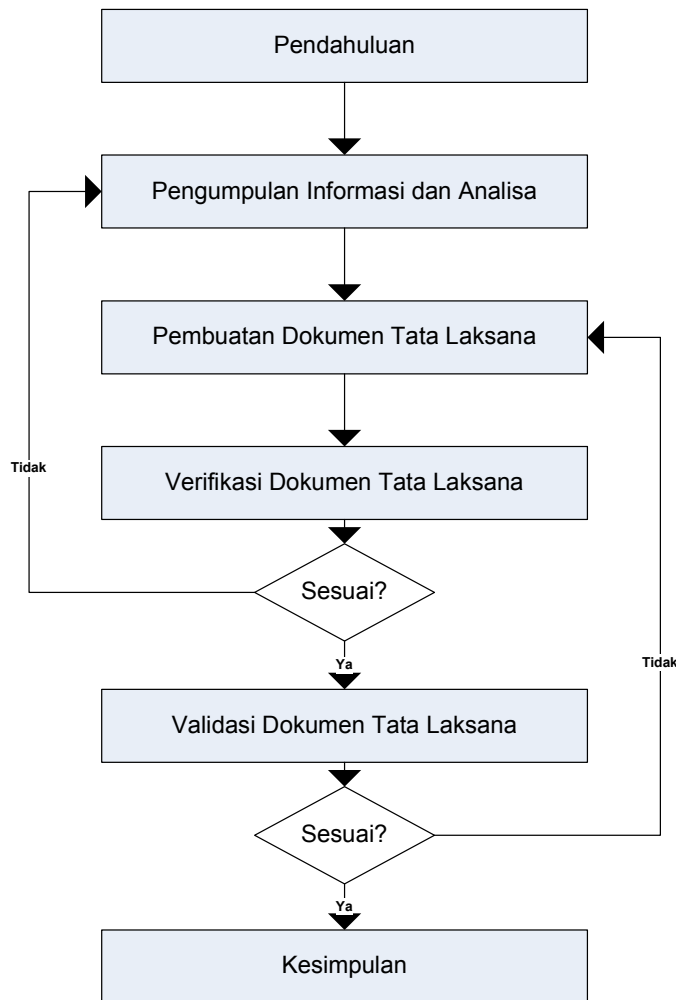 Pendahuluan
Pengumpulan Informasi dan Analisa
Pembuatan Dokumen Tata Laksana
Verifikasi Dokumen Tata Laksana
Tidak
Sesuai?
Ya
Tidak
Validasi Dokumen Tata Laksana
Sesuai?
Ya
Kesimpulan